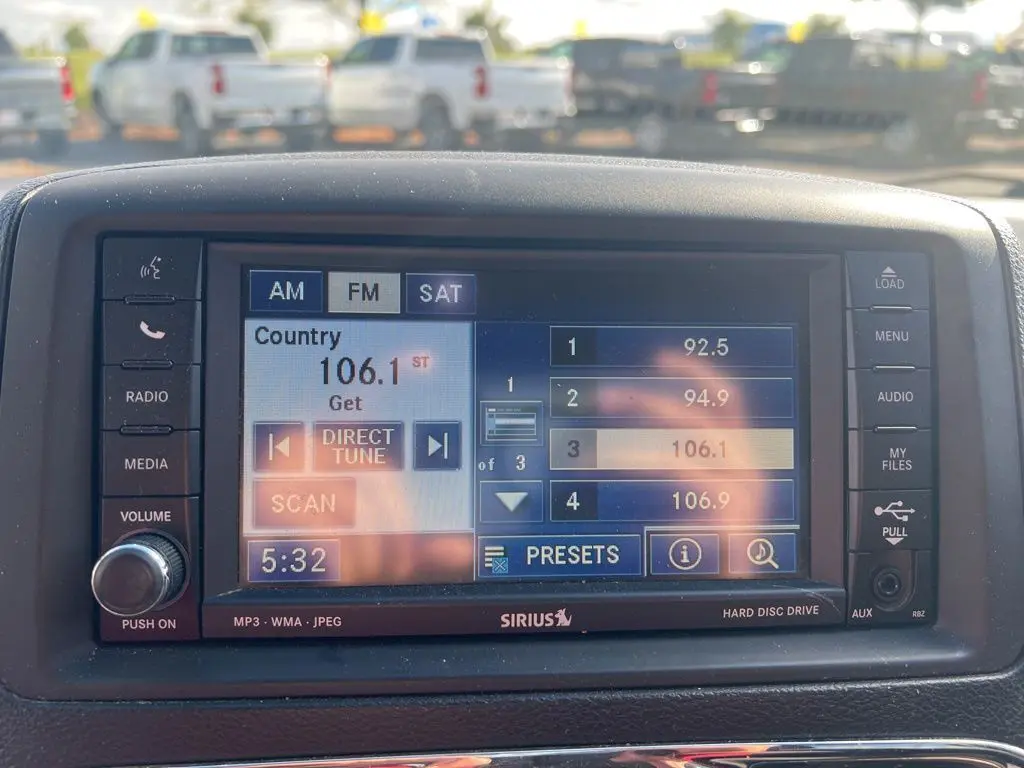 RADIO
MEDIA
VOLUME
PUSH ON
AM FM SAT
Country
106.1 ST
Get
DIRECT
TUNE
SCAN
5:32
1
of 3
1 92.5
2 94.9
3 106.1
4 106.9
PRESETS
i
MP3 · WMA · JPEG
SIRIUS
HARD DISC DRIVE
LOAD
MENU
AUDIO
MY
FILES
PULL
AUX
RBZ